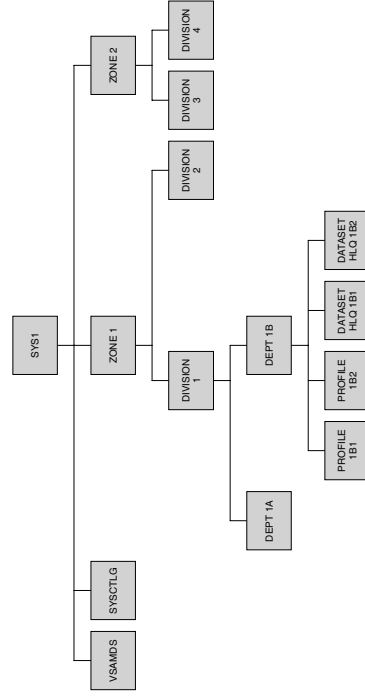 SYS1
VSAMDS
SYSCTLG
ZONE 1
ZONE 2
DIVISION
1
DIVISION
2
DIVISION
3
DIVISION
4
DEPT 1A
DEPT 1B
PROFILE
1B1
PROFILE
1B2
DATASET
HLQ 1B1
DATASET
HLQ 1B2